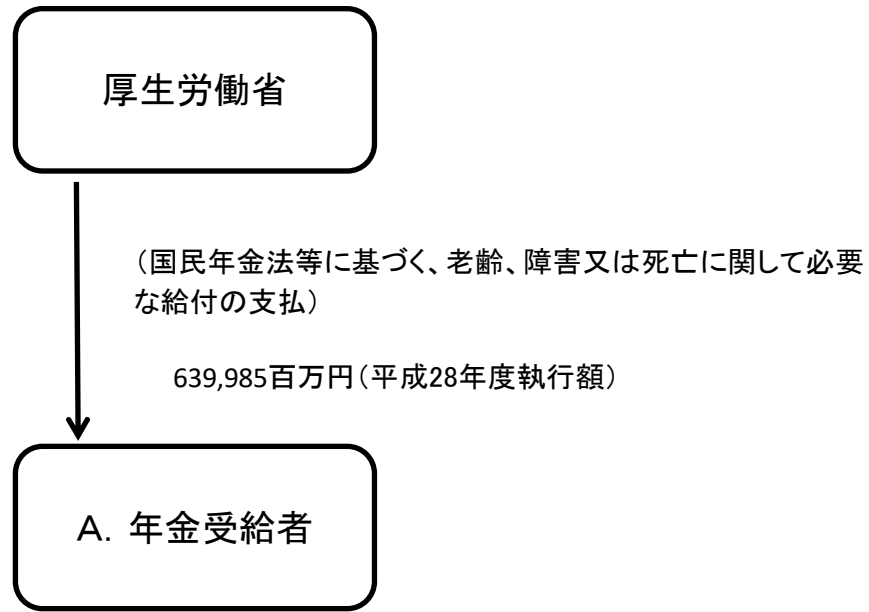 厚生労働省
（国民年金法等に基づく、老齢、障害又は死亡に関して必要
な給付の支払）
639,985百万円（平成28年度執行額）
Ａ．年金受給者